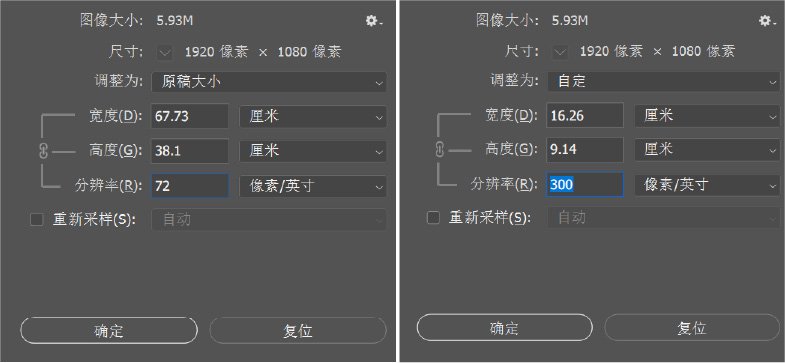 图像大小: 5.93M
尺寸: 1920 像素 × 1080 像素
调整为: 原稿大小
宽度(D): 67.73 厘米
高度(G): 38.1 厘米
分辨率(R): 72 像素/英寸
重新采样(S): 自动
确定 复位
图像大小: 5.93M
尺寸: 1920 像素 × 1080 像素
调整为: 自定
宽度(D): 16.26 厘米
高度(G): 9.14 厘米
分辨率(R): 300 像素/英寸
重新采样(S): 自动
确定 复位